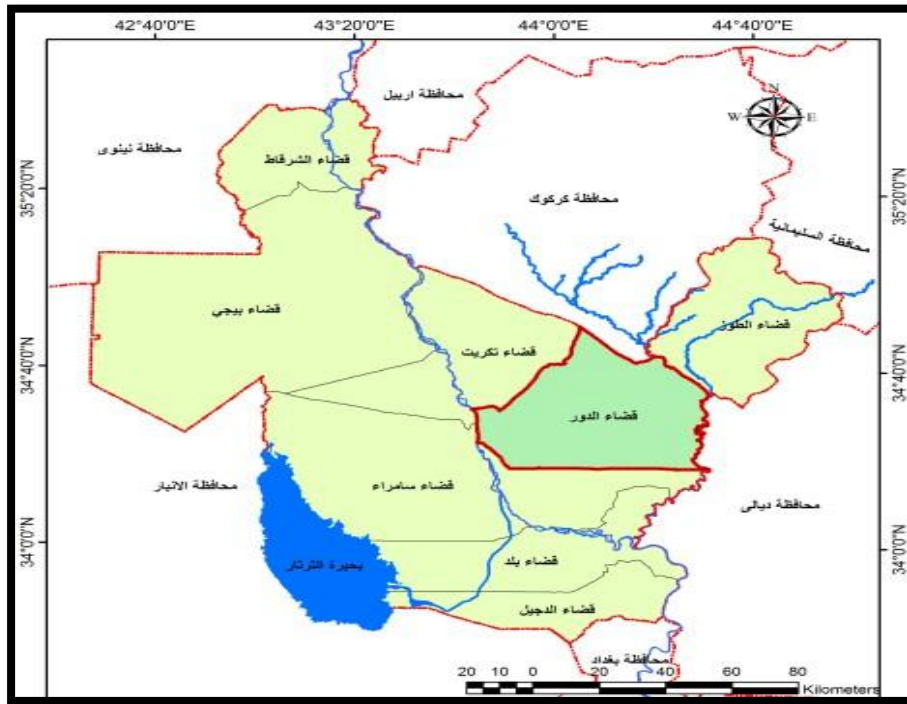 42°40'0"E 43°20'0"E 44°0'0"E 44°40'0"E
N
W E
محافظة اربيل
محافظة نينوى
قضاء الشرقاط
35°20'0"N
35°20'0"N
محافظة كركوك
محافظة السليمانية
قضاء بيجي
قضاء الطوز
قضاء تكريت
34°40'0"N
34°40'0"N
قضاء الدور
محافظة الانبار
قضاء سامراء
محافظة ديالى
34°0'0"N
34°0'0"N
بحيرة الثرثار
قضاء بلد
قضاء الدجيل
محافظة بغداد
20 10 0 20 40 60 80
Kilometers